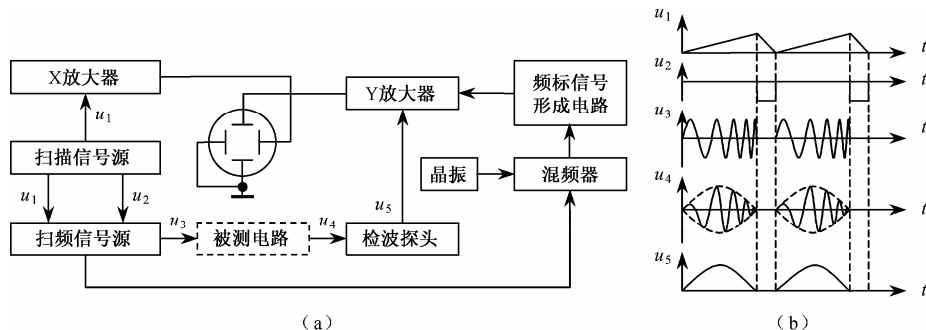 X放大器
u1
扫描信号源
u1
u2
扫频信号源
u3
被测电路
u4
检波探头
u5
Y放大器
频标信号
形成电路
晶振
混频器
(a)
u1
t
u2
t
u3
t
u4
t
u5
t
(b)